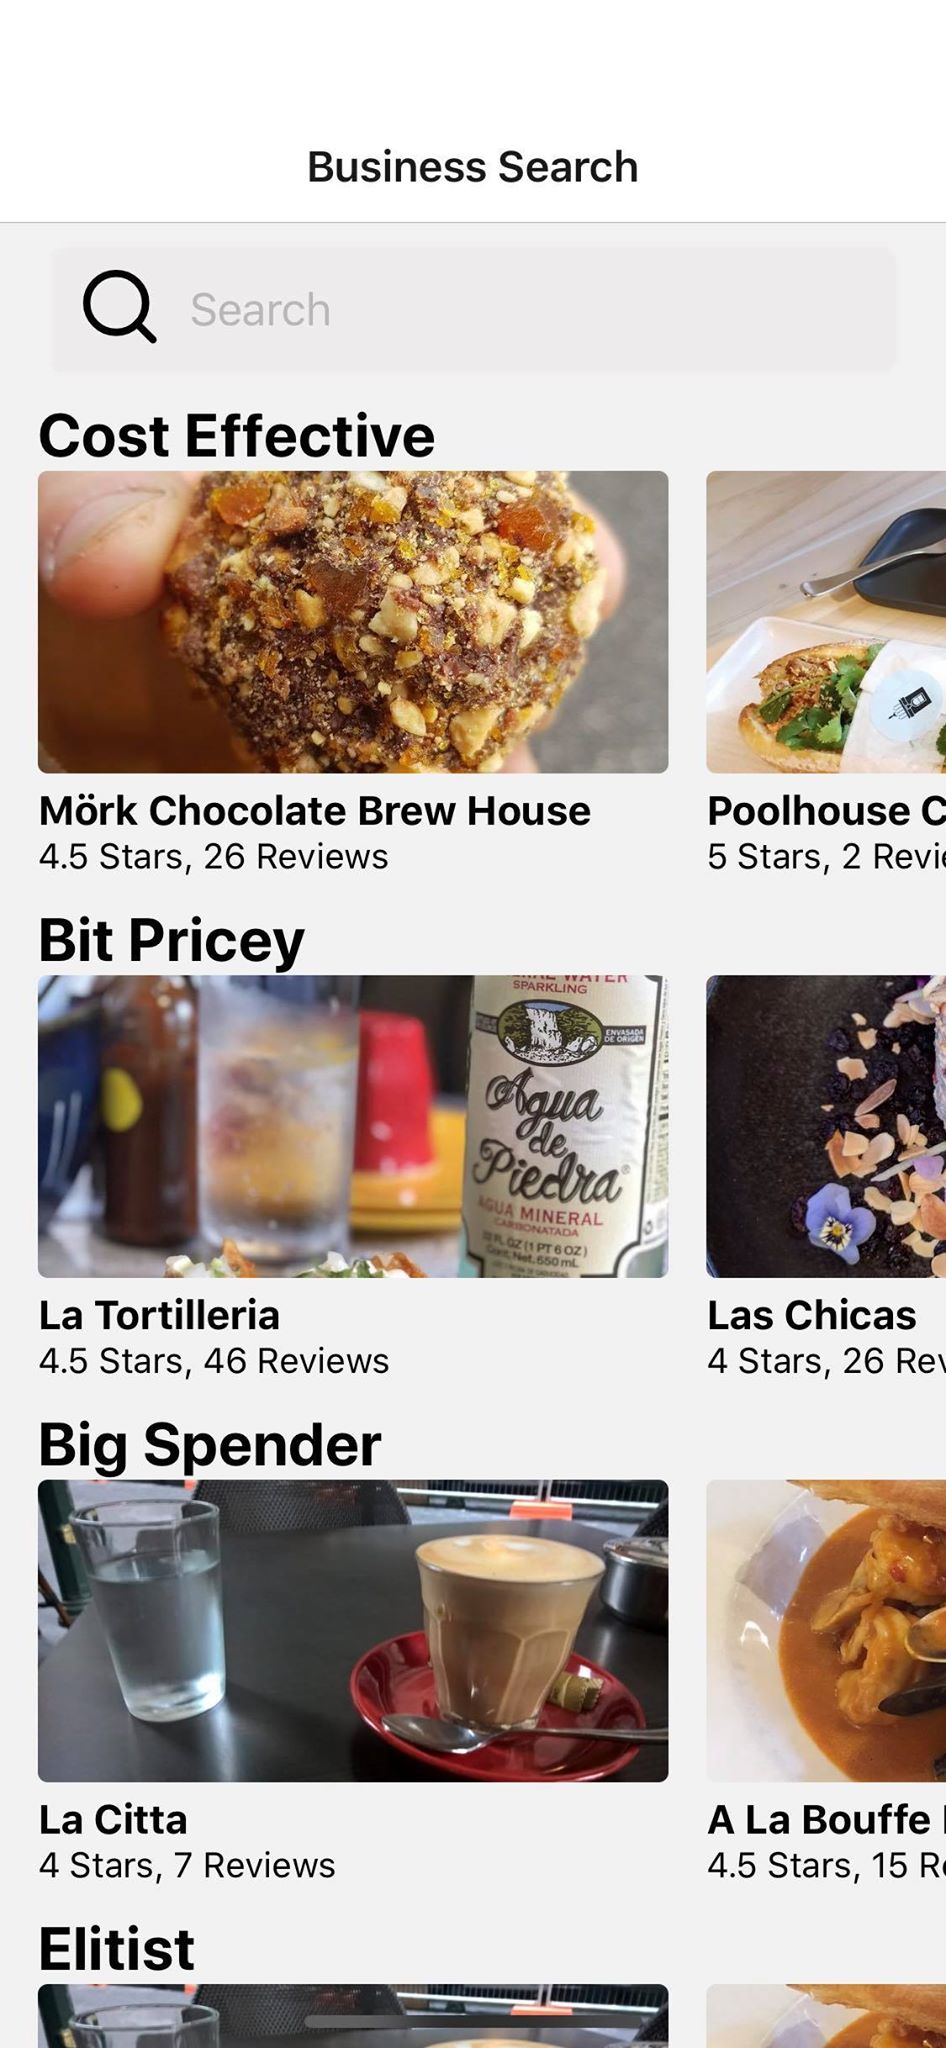 Business Search
Search
Cost Effective
Mörk Chocolate Brew House
4.5 Stars, 26 Reviews
Poolhouse
5 Stars, 2
Bit Pricey
WATER
SPARKLING
ENVASADA
DE ORIGEN
Agua
de
Piedra
AGUA MINERAL
CARBONATADA
22 FL OZ (1 PT 6 OZ)
Cont. Net. 650 mL
La Tortilleria
4.5 Stars, 46 Reviews
Las Chicas
4 Stars, 26
Big Spender
La Citta
4 Stars, 7 Reviews
A La Bouffe
4.5 Stars, 15
Elitist